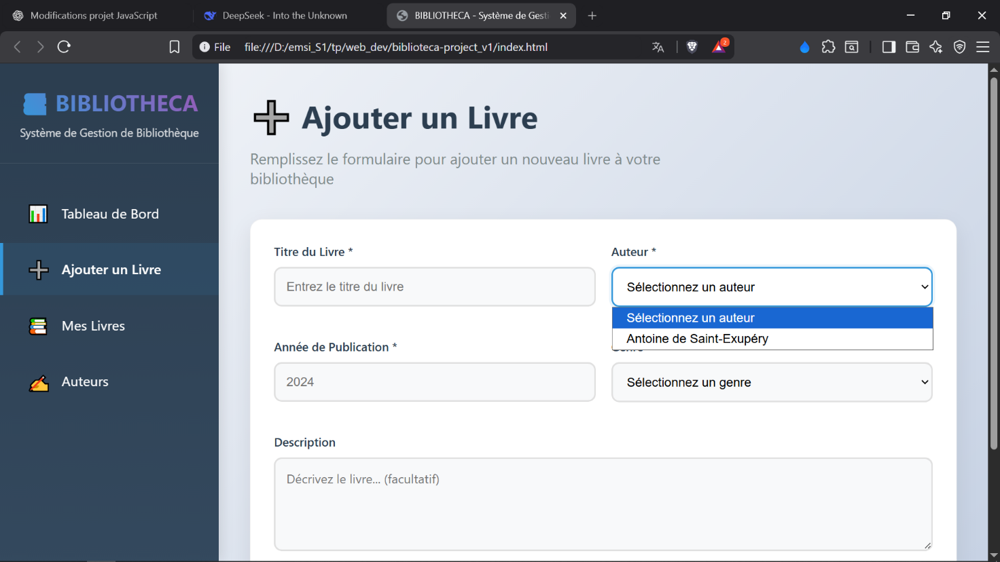 Modifications projet JavaScript
DeepSeek - Into the Unknown
BIBLIOTHECA - Système de Gesti
File
file:///D:/emsi_S1/tp/web_dev/biblioteca-project_v1/index.html
2
BIBLIOTHECA
Système de Gestion de Bibliothèque
Tableau de Bord
Ajouter un Livre
Mes Livres
Auteurs
Ajouter un Livre
Remplissez le formulaire pour ajouter un nouveau livre à votre
bibliothèque
Titre du Livre *
Entrez le titre du livre
Auteur *
Sélectionnez un auteur
Sélectionnez un auteur
Antoine de Saint-Exupéry
Année de Publication *
2024
Sélectionnez un genre
Description
Décrivez le livre... (facultatif)